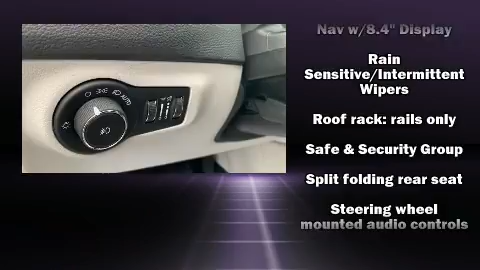 Nav w/8.4" Display
Rain
Sensitive/Intermittent
Wipers
Roof rack: rails only
Safe & Security Group
Split folding rear seat
Steering wheel
mounted audio controls
AUTO